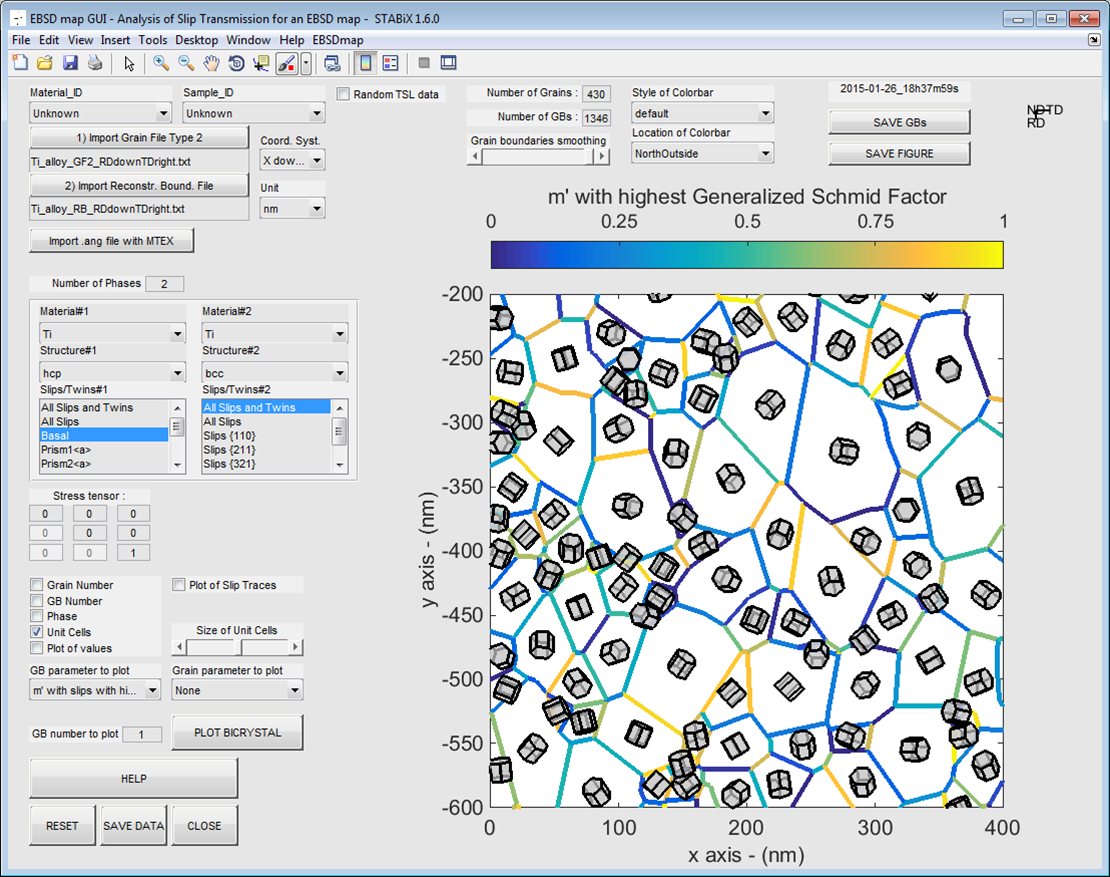 EBSD map GUI - Analysis of Slip Transmission for an EBSD map - STABiX 1.6.0
File Edit View Insert Tools Desktop Window Help EBSDmap
Material_ID
Sample_ID
Unknown
Unknown
Random TSL data
1) Import Grain File Type 2
Ti_alloy_GF2_RDdownTDright.txt
2) Import Reconstr. Bound. File
Ti_alloy_RB_RDdownTDright.txt
Import .ang file with MTEX
Coord. Syst.
X dow...
Unit
nm
Number of Grains : 430
Number of GBs : 1346
Grain boundaries smoothing
Style of Colorbar
default
Location of Colorbar
NorthOutside
2015-01-26_18h37m59s
SAVE GBs
SAVE FIGURE
RD
Number of Phases 2
Material#1
Ti
Structure#1
hcp
Slips/Twins#1
All Slips and Twins
All Slips
Basal
Prism1<a>
Prism2<a>
Material#2
Ti
Structure#2
bcc
Slips/Twins#2
All Slips and Twins
All Slips
Slips {110}
Slips {211}
Slips {321}
Stress tensor :
0 0 0
0 0 0
0 0 1
Grain Number
GB Number
Phase
Unit Cells
Plot of values
Plot of Slip Traces
Size of Unit Cells
GB parameter to plot
m' with slips with hi...
Grain parameter to plot
None
GB number to plot 1
PLOT BICRYSTAL
HELP
RESET
SAVE DATA
CLOSE
m' with highest Generalized Schmid Factor
0 0.25 0.5 0.75 1
-200
-250
-300
-350
-400
-450
-500
-550
-600
y axis - (nm)
0 100 200 300 400
x axis - (nm)